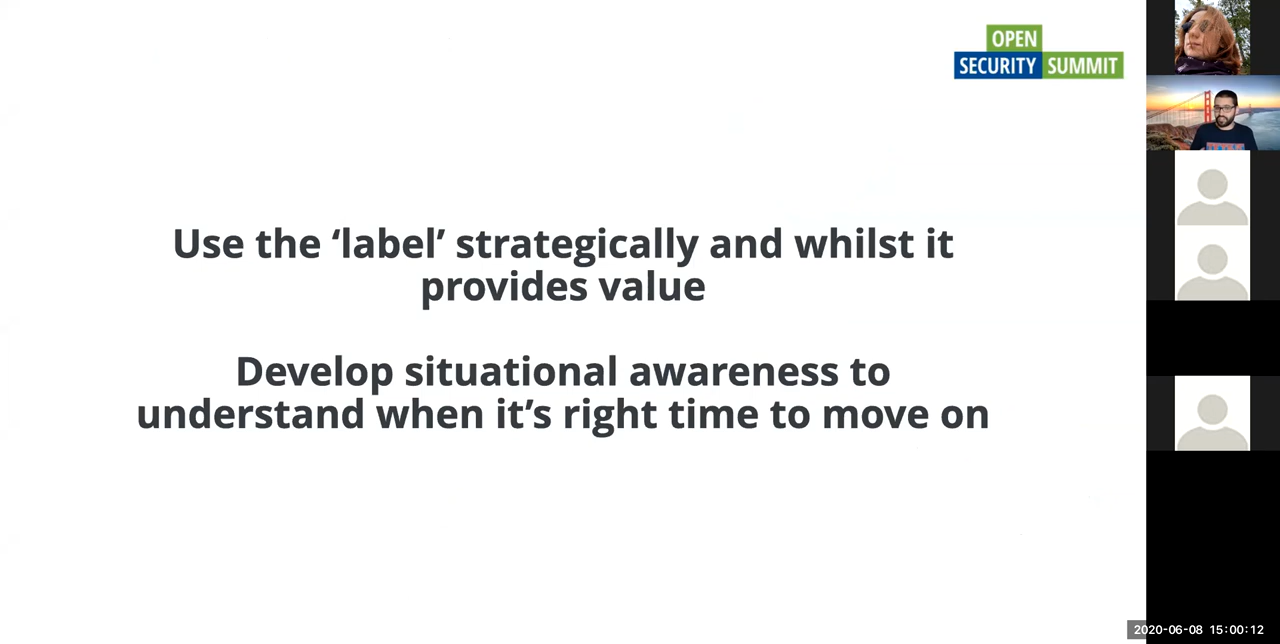 OPEN
SECURITY SUMMIT
Use the ‘label’ strategically and whilst it
provides value
Develop situational awareness to
understand when it’s right time to move on
2020-06-08 15:00:12